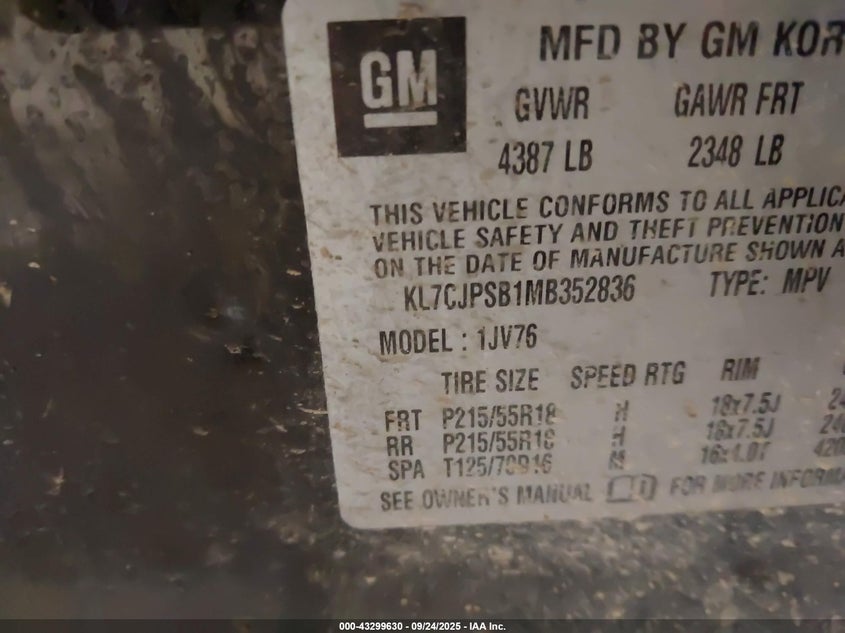 GM
MFD BY GM KOR
GVWR GAWR FRT
4387 LB 2348 LB
THIS VEHICLE CONFORMS TO ALL APPLICA
VEHICLE SAFETY AND THEFT PREVENTION
ON THE DATE OF MANUFACTURE SHOWN A
KL7CJPSB1MB352836 TYPE: MPV
MODEL : 1JV76
TIRE SIZE SPEED RTG RIM
FRT P215/55R18 H 18x7.5J
RR P215/55R18 H 18x7.5J
SPA T125/70R16 M
SEE OWNER'S MANUAL FOR MORE INFORMA
000-43299630 - 09/24/2025 - IAA Inc.